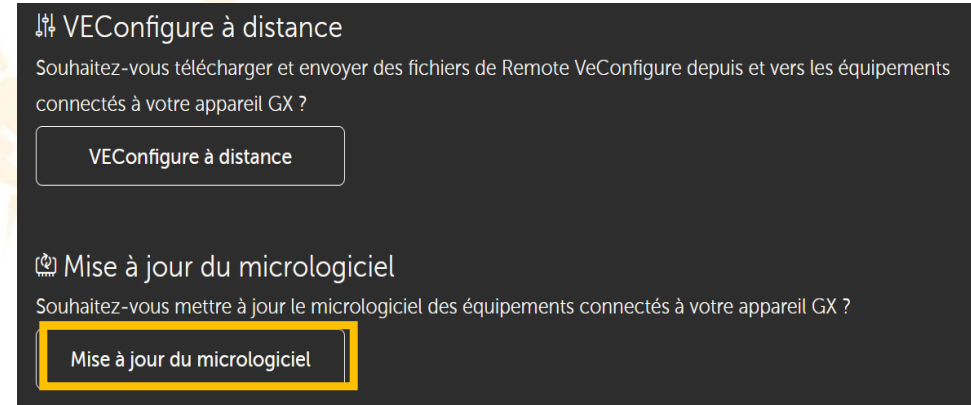 VEConfigure à distance
Souhaitez-vous télécharger et envoyer des fichiers de Remote VeConfigure depuis et vers les équipements
connectés à votre appareil GX ?
VEConfigure à distance
Mise à jour du micrologiciel
Souhaitez-vous mettre à jour le micrologiciel des équipements connectés à votre appareil GX ?
Mise à jour du micrologiciel